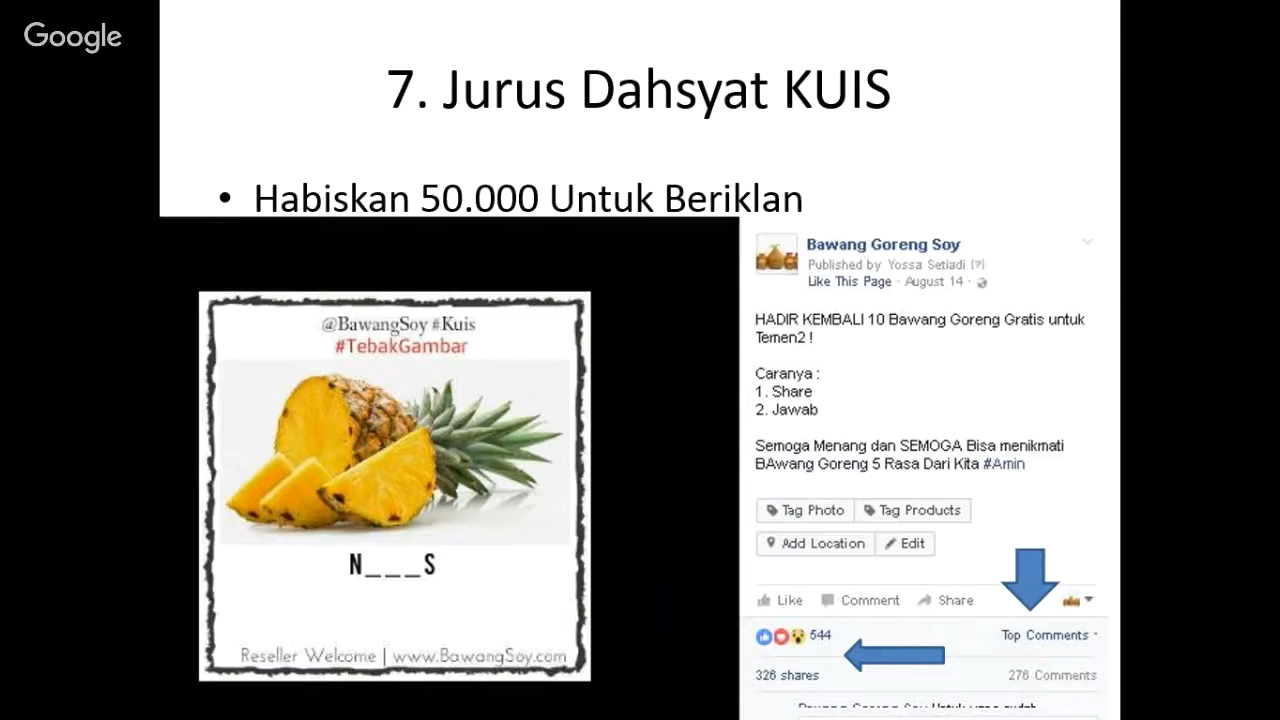 Google
7. Jurus Dahsyat KUIS
• Habiskan 50.000 Untuk Beriklan
@BawangSoy #Kuis
#TebakGambar
N___S
Reseller Welcome | www.BawangSoy.com
Bawang Goreng Soy
Published by Yossa Setiadi [?]
Like This Page · August 14 ·
HADIR KEMBALI 10 Bawang Goreng Gratis untuk
Temen2 !
Caranya :
1. Share
2. Jawab
Semoga Menang dan SEMOGA Bisa menikmati
BAwang Goreng 5 Rasa Dari Kita #Amin
Tag Photo Tag Products
Add Location Edit
Like Comment Share
544 Top Comments
326 shares 276 Comments